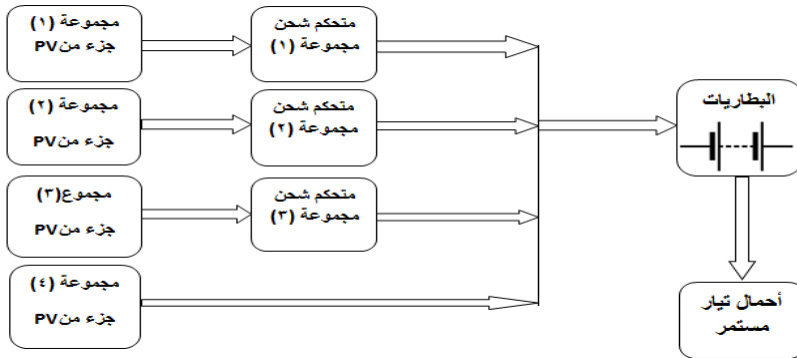 مجموعة (١)
جزء منPV
متحكم شحن
مجموعة (١)
مجموعة (٢)
جزء منPV
متحكم شحن
مجموعة (٢)
البطاريات
مجموع(٣)
جزء منPV
متحكم شحن
مجموعة (٣)
مجموعة (٤)
جزء منPV
أحمال تيار
مستمر